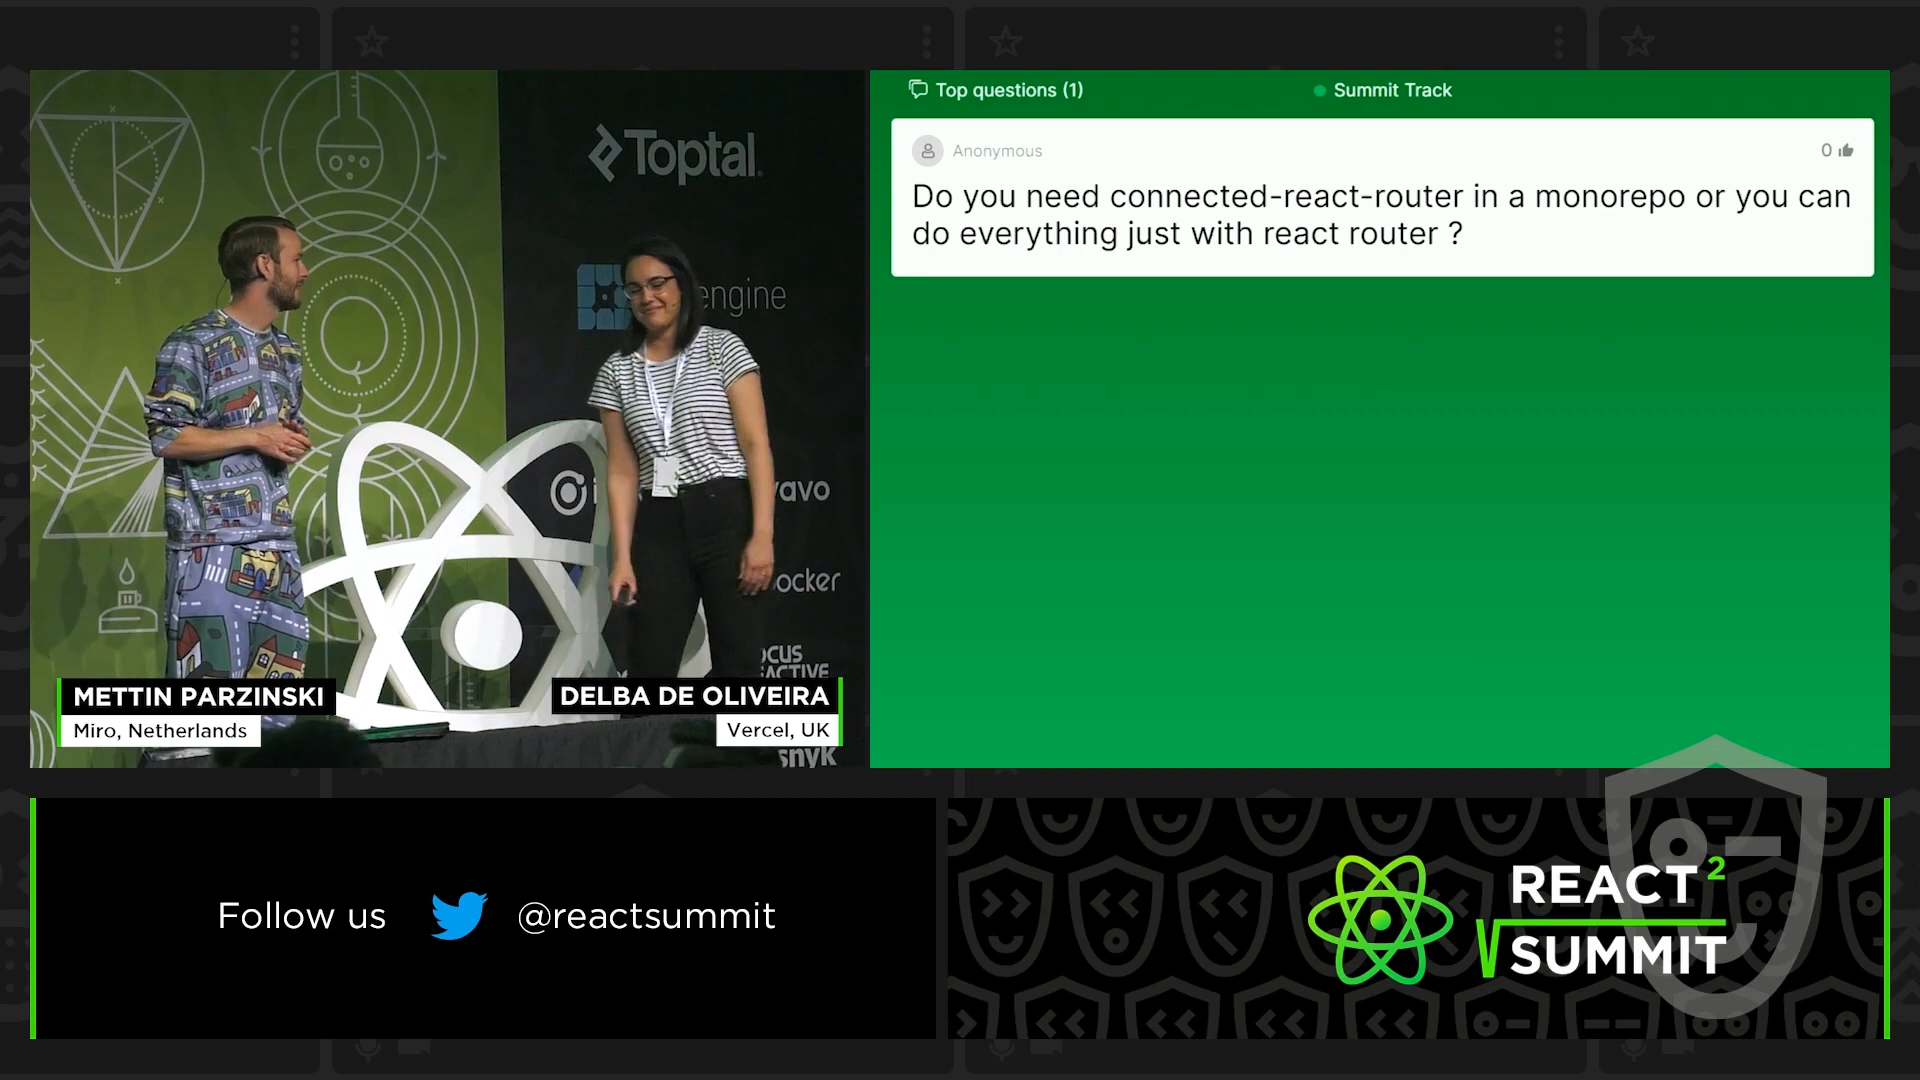 Toptal
engine
avo
ocker
OCUS
EACTIVE
snyk
METTIN PARZINSKI
Miro, Netherlands
DELBA DE OLIVEIRA
Vercel, UK
Top questions (1)
Summit Track
Anonymous
0
Do you need connected-react-router in a monorepo or you can
do everything just with react router ?
Follow us
@reactsummit
REACT 2
SUMMIT